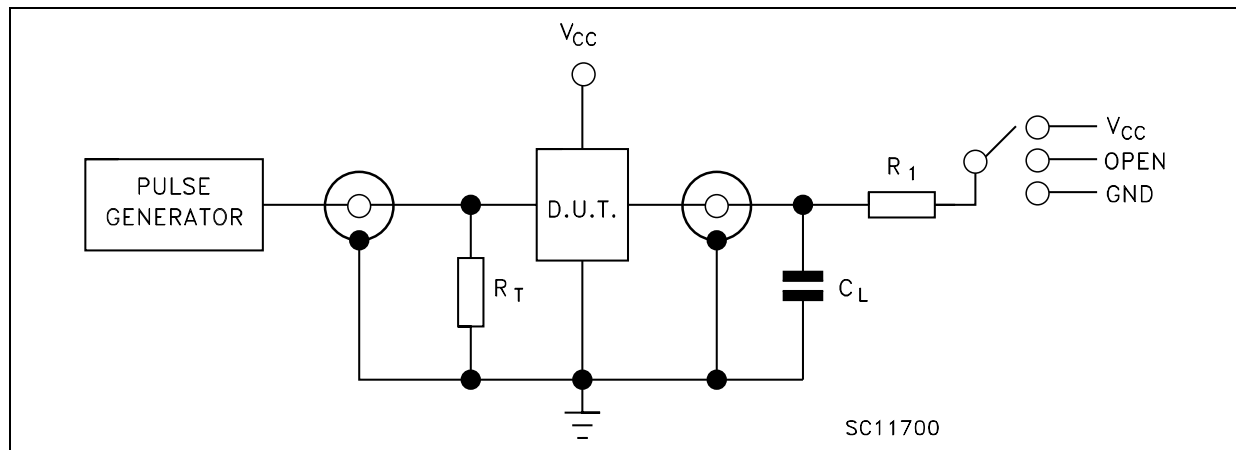 VCC
PULSE
GENERATOR
D.U.T.
RT
CL
R1
VCC
OPEN
GND
SC11700